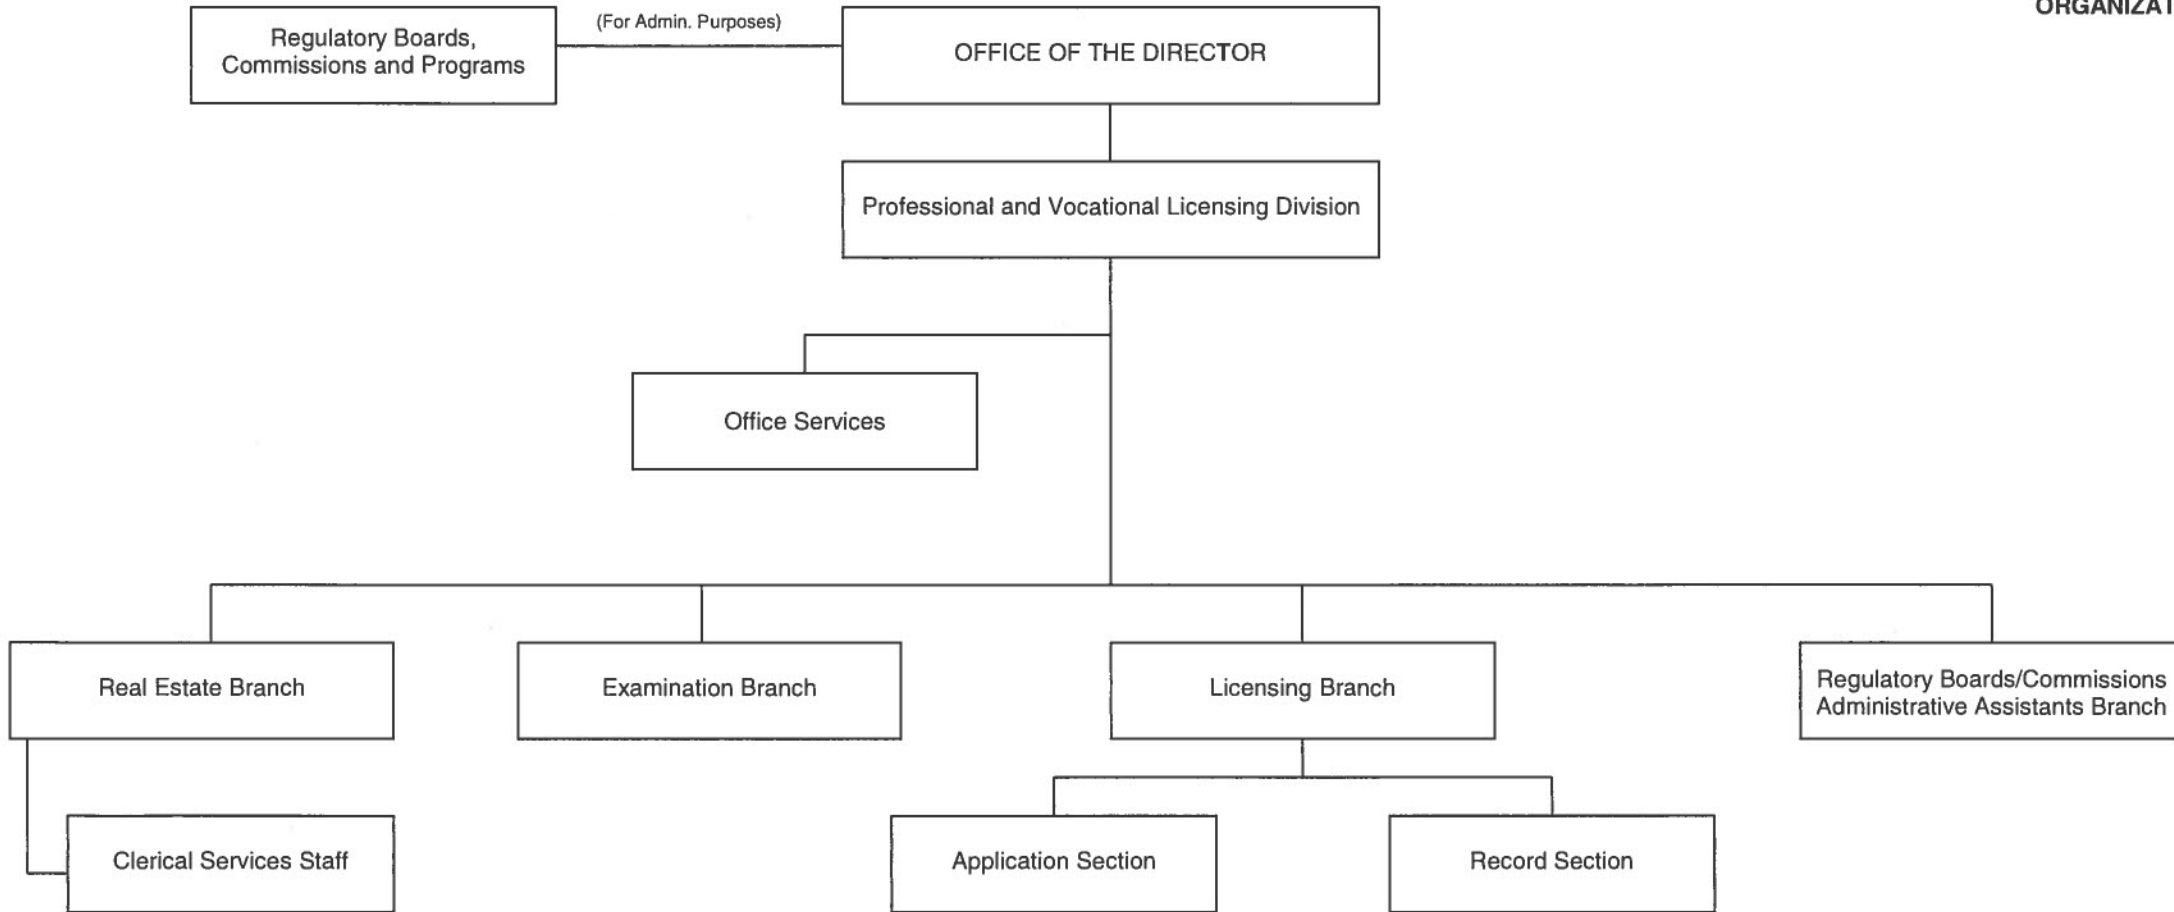 ORGANIZAT
Regulatory Boards,
Commissions and Programs
(For Admin. Purposes)
OFFICE OF THE DIRECTOR
Professional and Vocational Licensing Division
Office Services
Real Estate Branch
Examination Branch
Licensing Branch
Regulatory Boards/Commissions
Administrative Assistants Branch
Clerical Services Staff
Application Section
Record Section